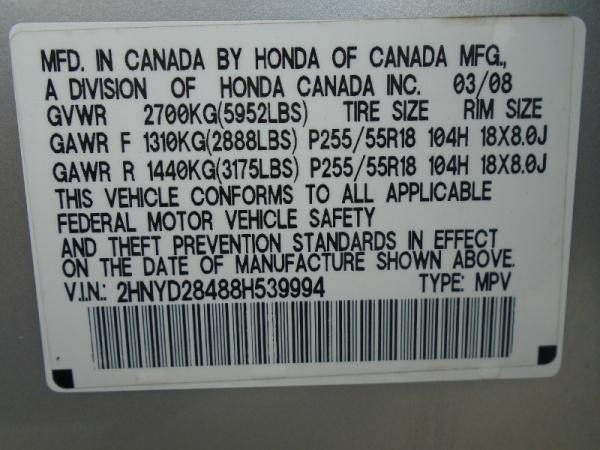 MFD. IN CANADA BY HONDA OF CANADA MFG.,
A DIVISION OF HONDA CANADA INC. 03/08
GVWR 2700KG(5952LBS) TIRE SIZE RIM SIZE
GAWR F 1310KG(2888LBS) P255/55R18 104H 18X8.0J
GAWR R 1440KG(3175LBS) P255/55R18 104H 18X8.0J
THIS VEHICLE CONFORMS TO ALL APPLICABLE
FEDERAL MOTOR VEHICLE SAFETY
AND THEFT PREVENTION STANDARDS IN EFFECT
ON THE DATE OF MANUFACTURE SHOWN ABOVE.
V.I.N.: 2HNYD28488H539994 TYPE: MPV